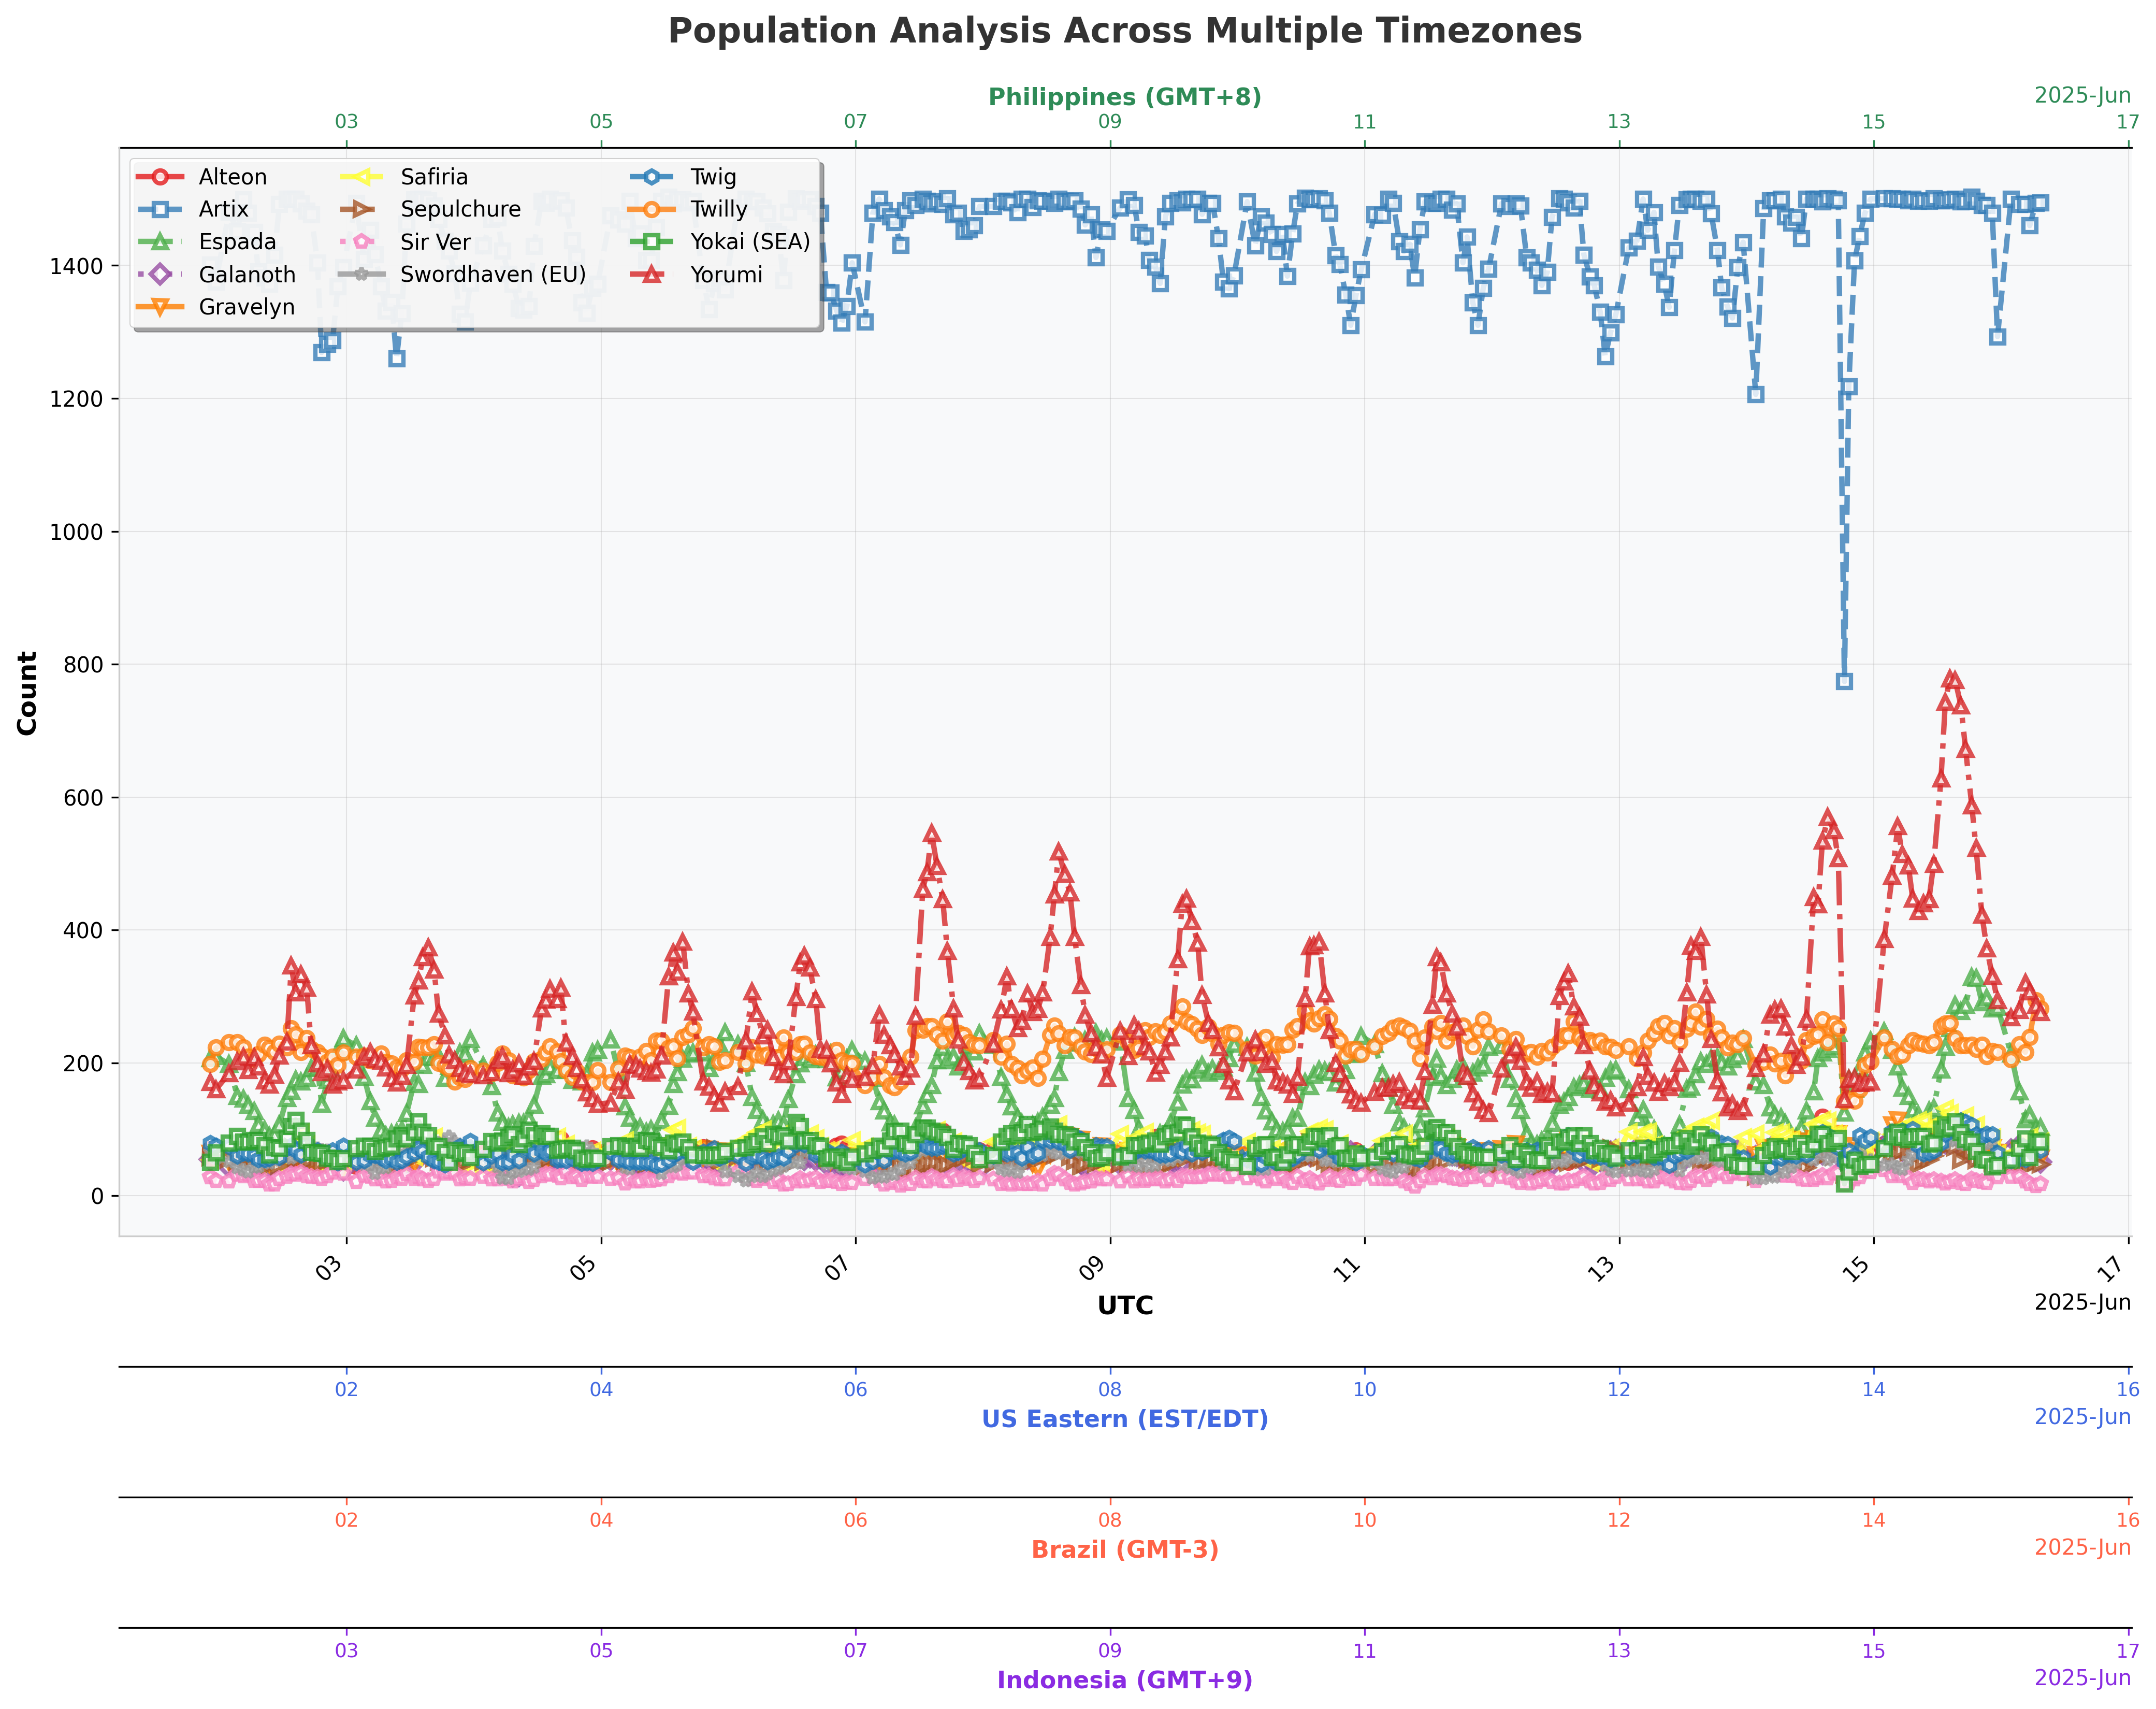 Population Analysis Across Multiple Timezones
Philippines (GMT+8)
2025-Jun
03 05 07 09 11 13 15 17
Alteon Safiria Twig
Artix Sepulchure Twilly
Espada Sir Ver Yokai (SEA)
Galanoth Swordhaven (EU) Yorumi
Gravelyn
Count
1400
1200
1000
800
600
400
200
0
03 05 07 09 11 13 15 17
UTC
2025-Jun
02 04 06 08 10 12 14 16
US Eastern (EST/EDT)
2025-Jun
02 04 06 08 10 12 14 16
Brazil (GMT-3)
2025-Jun
03 05 07 09 11 13 15 17
Indonesia (GMT+9)
2025-Jun